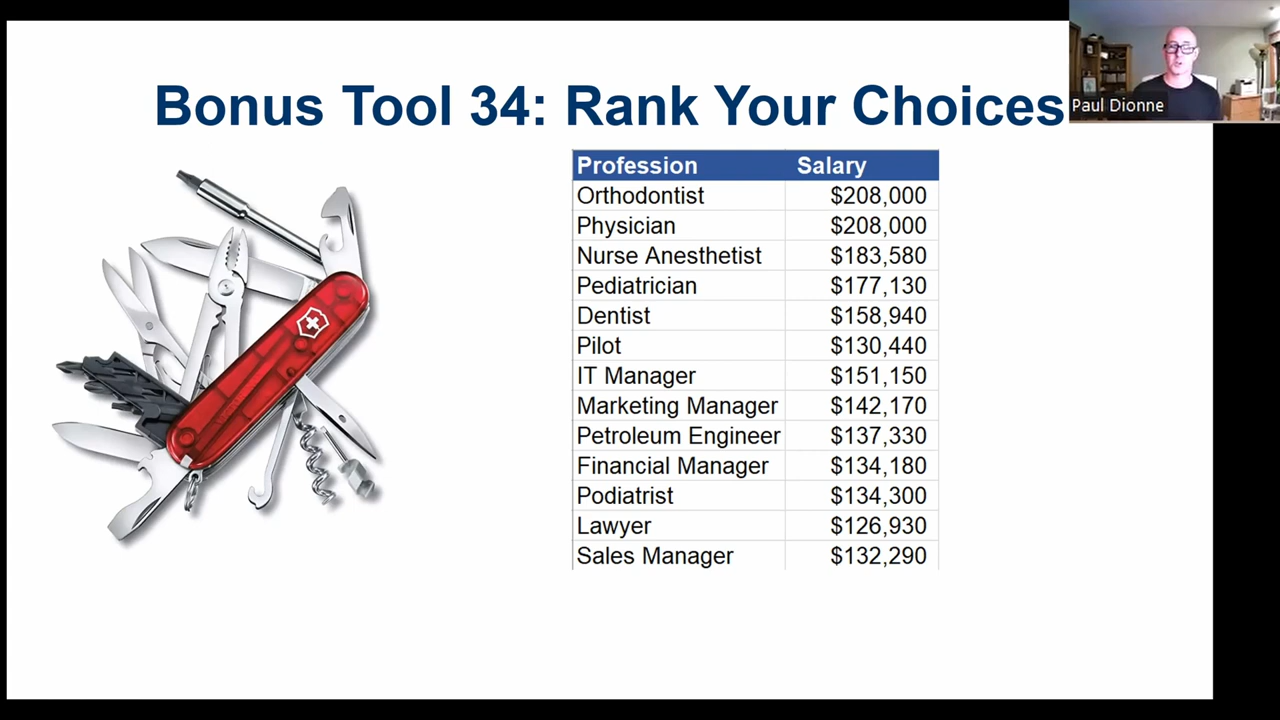 Bonus Tool 34: Rank Your Choices
Paul Dionne
Profession Salary
Orthodontist $208,000
Physician $208,000
Nurse Anesthetist $183,580
Pediatrician $177,130
Dentist $158,940
Pilot $130,440
IT Manager $151,150
Marketing Manager $142,170
Petroleum Engineer $137,330
Financial Manager $134,180
Podiatrist $134,300
Lawyer $126,930
Sales Manager $132,290